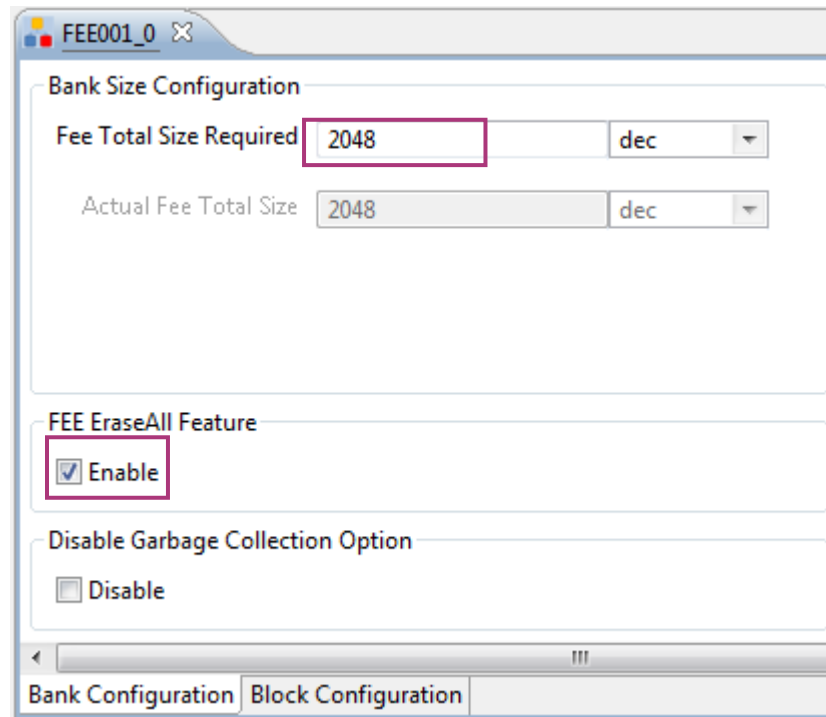 FEE001_0
Bank Size Configuration
Fee Total Size Required 2048 dec
Actual Fee Total Size 2048 dec
FEE EraseAll Feature
Enable
Disable Garbage Collection Option
Disable
Bank Configuration Block Configuration